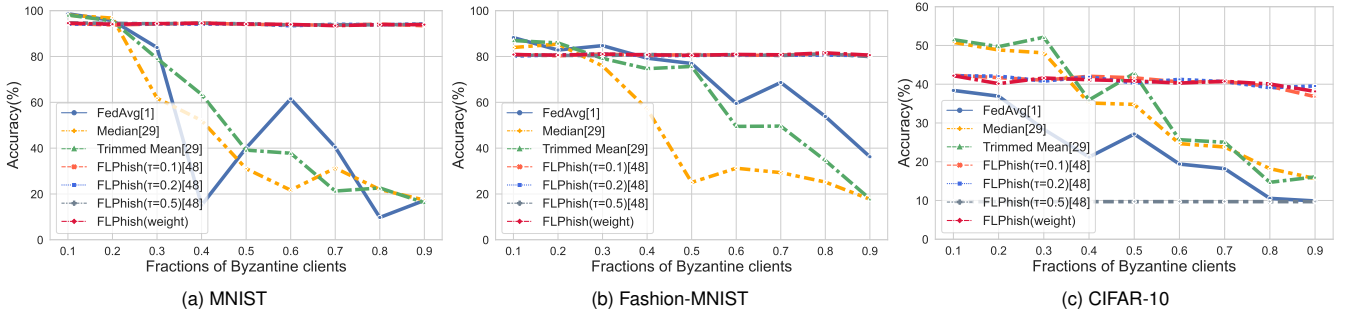 100
80
60
40
20
0
Accuracy(%)
FedAvg[1]
Median[29]
Trimmed Mean[29]
FLPhish(τ=0.1)[48]
FLPhish(τ=0.2)[48]
FLPhish(τ=0.5)[48]
FLPhish(weight)
0.1 0.2 0.3 0.4 0.5 0.6 0.7 0.8 0.9
Fractions of Byzantine clients
(a) MNIST
100
80
60
40
20
0
Accuracy(%)
FedAvg[1]
Median[29]
Trimmed Mean[29]
FLPhish(τ=0.1)[48]
FLPhish(τ=0.2)[48]
FLPhish(τ=0.5)[48]
FLPhish(weight)
0.1 0.2 0.3 0.4 0.5 0.6 0.7 0.8 0.9
Fractions of Byzantine clients
(b) Fashion-MNIST
60
50
40
30
20
10
0
Accuracy(%)
FedAvg[1]
Median[29]
Trimmed Mean[29]
FLPhish(τ=0.1)[48]
FLPhish(τ=0.2)[48]
FLPhish(τ=0.5)[48]
FLPhish(weight)
0.1 0.2 0.3 0.4 0.5 0.6 0.7 0.8 0.9
Fractions of Byzantine clients
(c) CIFAR-10